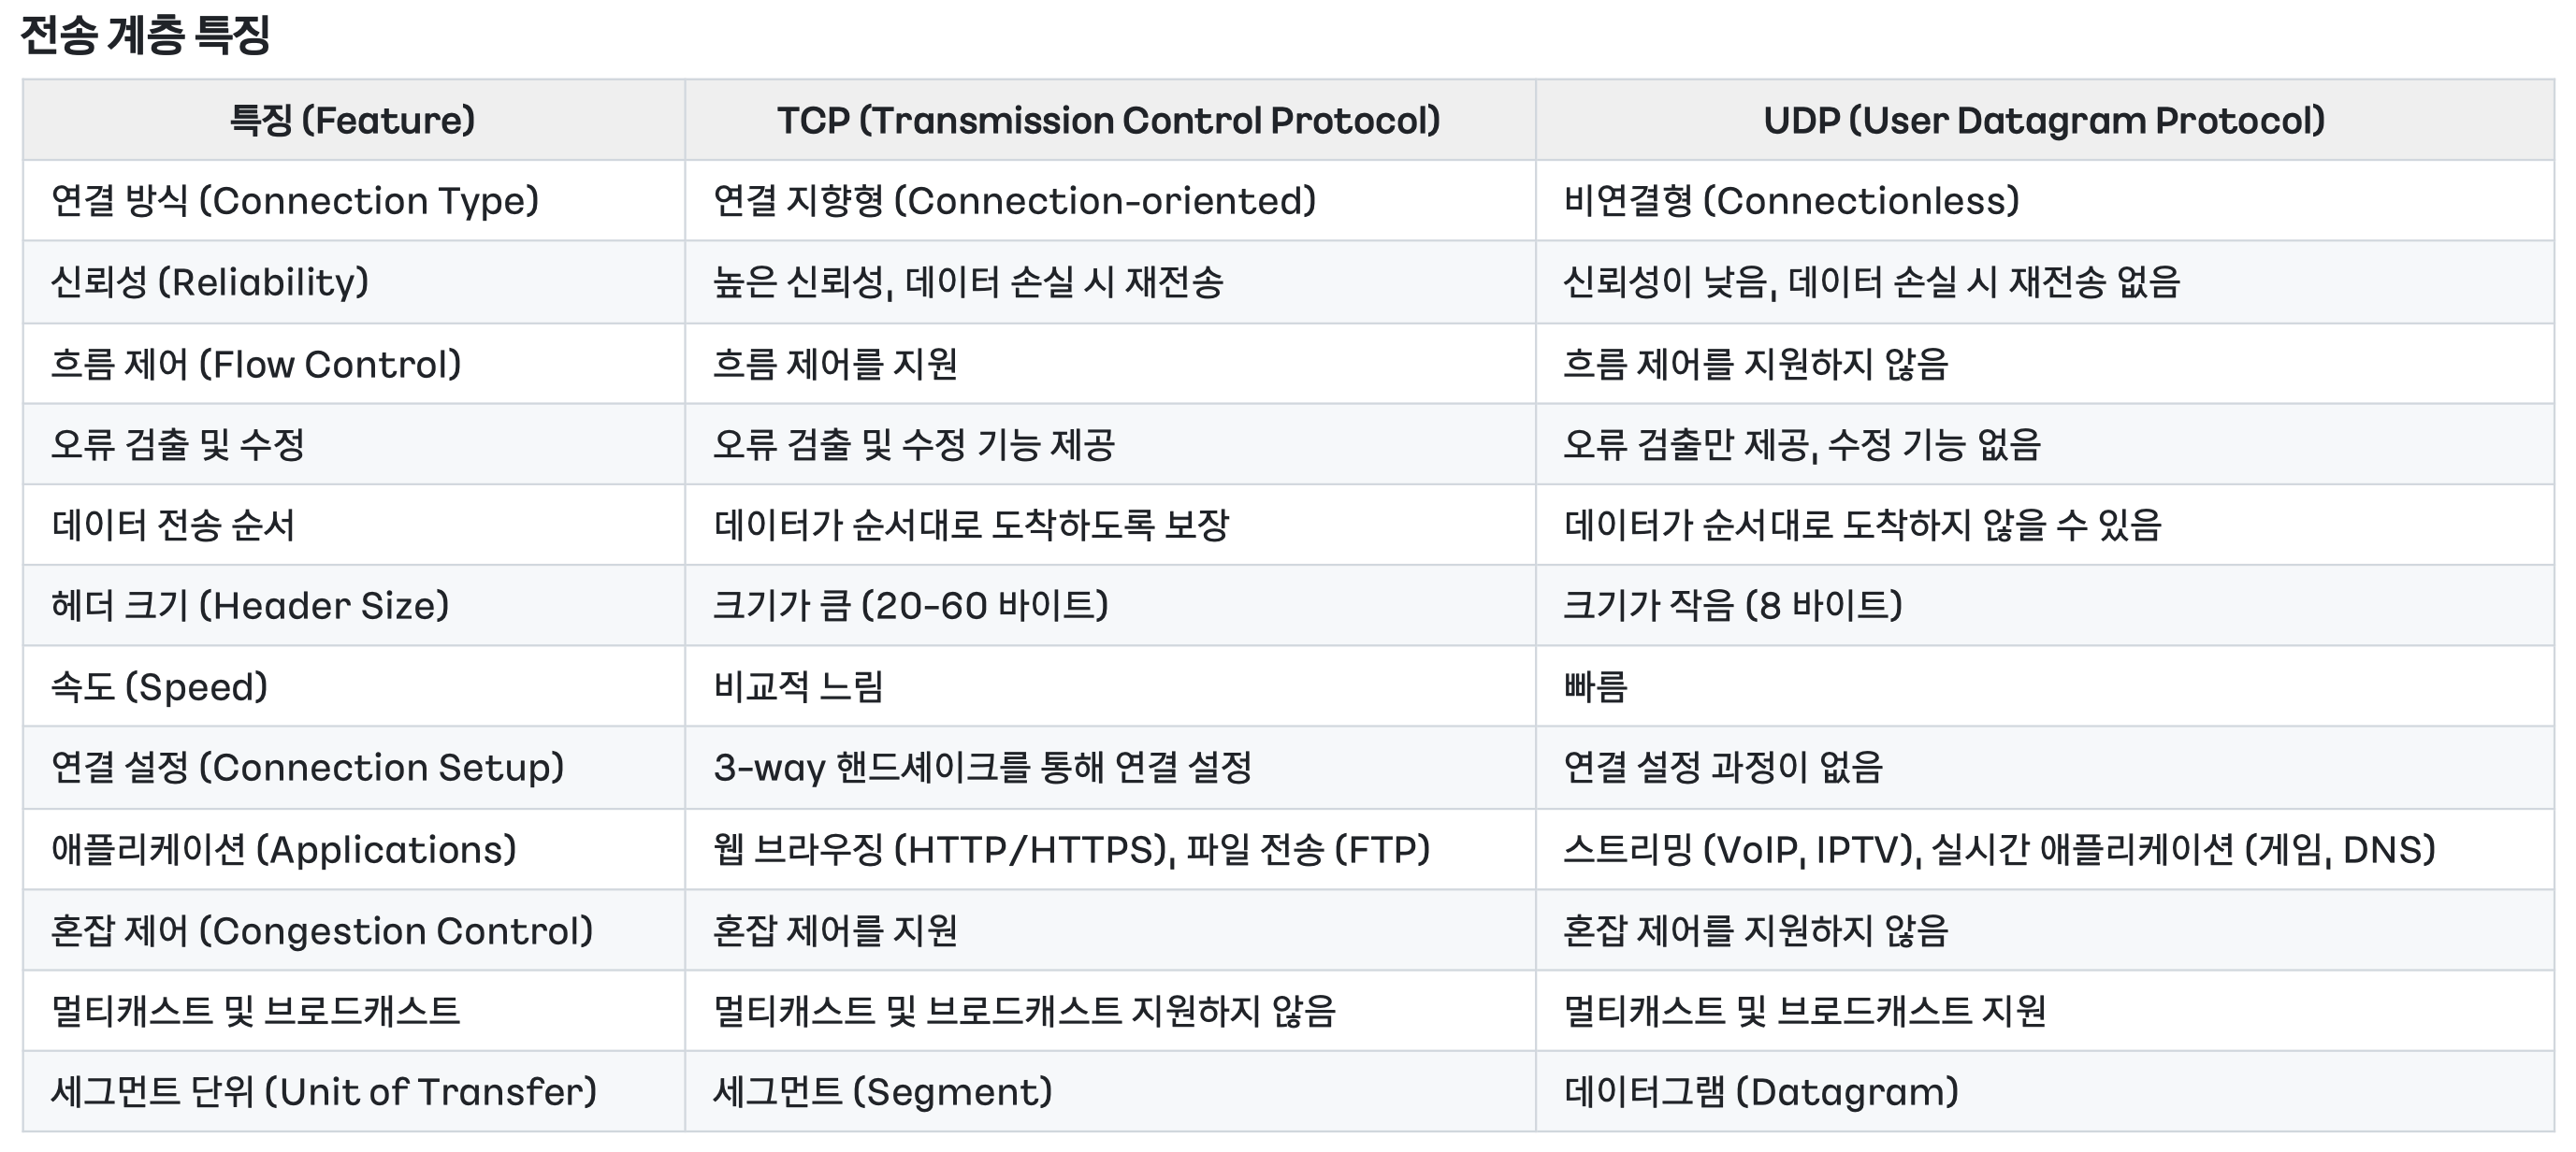 전송 계층 특징
특징 (Feature) TCP (Transmission Control Protocol) UDP (User Datagram Protocol)
연결 방식 (Connection Type) 연결 지향형 (Connection-oriented) 비연결형 (Connectionless)
신뢰성 (Reliability) 높은 신뢰성, 데이터 손실 시 재전송 신뢰성이 낮음, 데이터 손실 시 재전송 없음
흐름 제어 (Flow Control) 흐름 제어를 지원 흐름 제어를 지원하지 않음
오류 검출 및 수정 오류 검출 및 수정 기능 제공 오류 검출만 제공, 수정 기능 없음
데이터 전송 순서 데이터가 순서대로 도착하도록 보장 데이터가 순서대로 도착하지 않을 수 있음
헤더 크기 (Header Size) 크기가 큼 (20-60 바이트) 크기가 작음 (8 바이트)
속도 (Speed) 비교적 느림 빠름
연결 설정 (Connection Setup) 3-way 핸드셰이크를 통해 연결 설정 연결 설정 과정이 없음
애플리케이션 (Applications) 웹 브라우징 (HTTP/HTTPS), 파일 전송 (FTP) 스트리밍 (VoIP, IPTV), 실시간 애플리케이션 (게임, DNS)
혼잡 제어 (Congestion Control) 혼잡 제어를 지원 혼잡 제어를 지원하지 않음
멀티캐스트 및 브로드캐스트 멀티캐스트 및 브로드캐스트 지원하지 않음 멀티캐스트 및 브로드캐스트 지원
세그먼트 단위 (Unit of Transfer) 세그먼트 (Segment) 데이터그램 (Datagram)